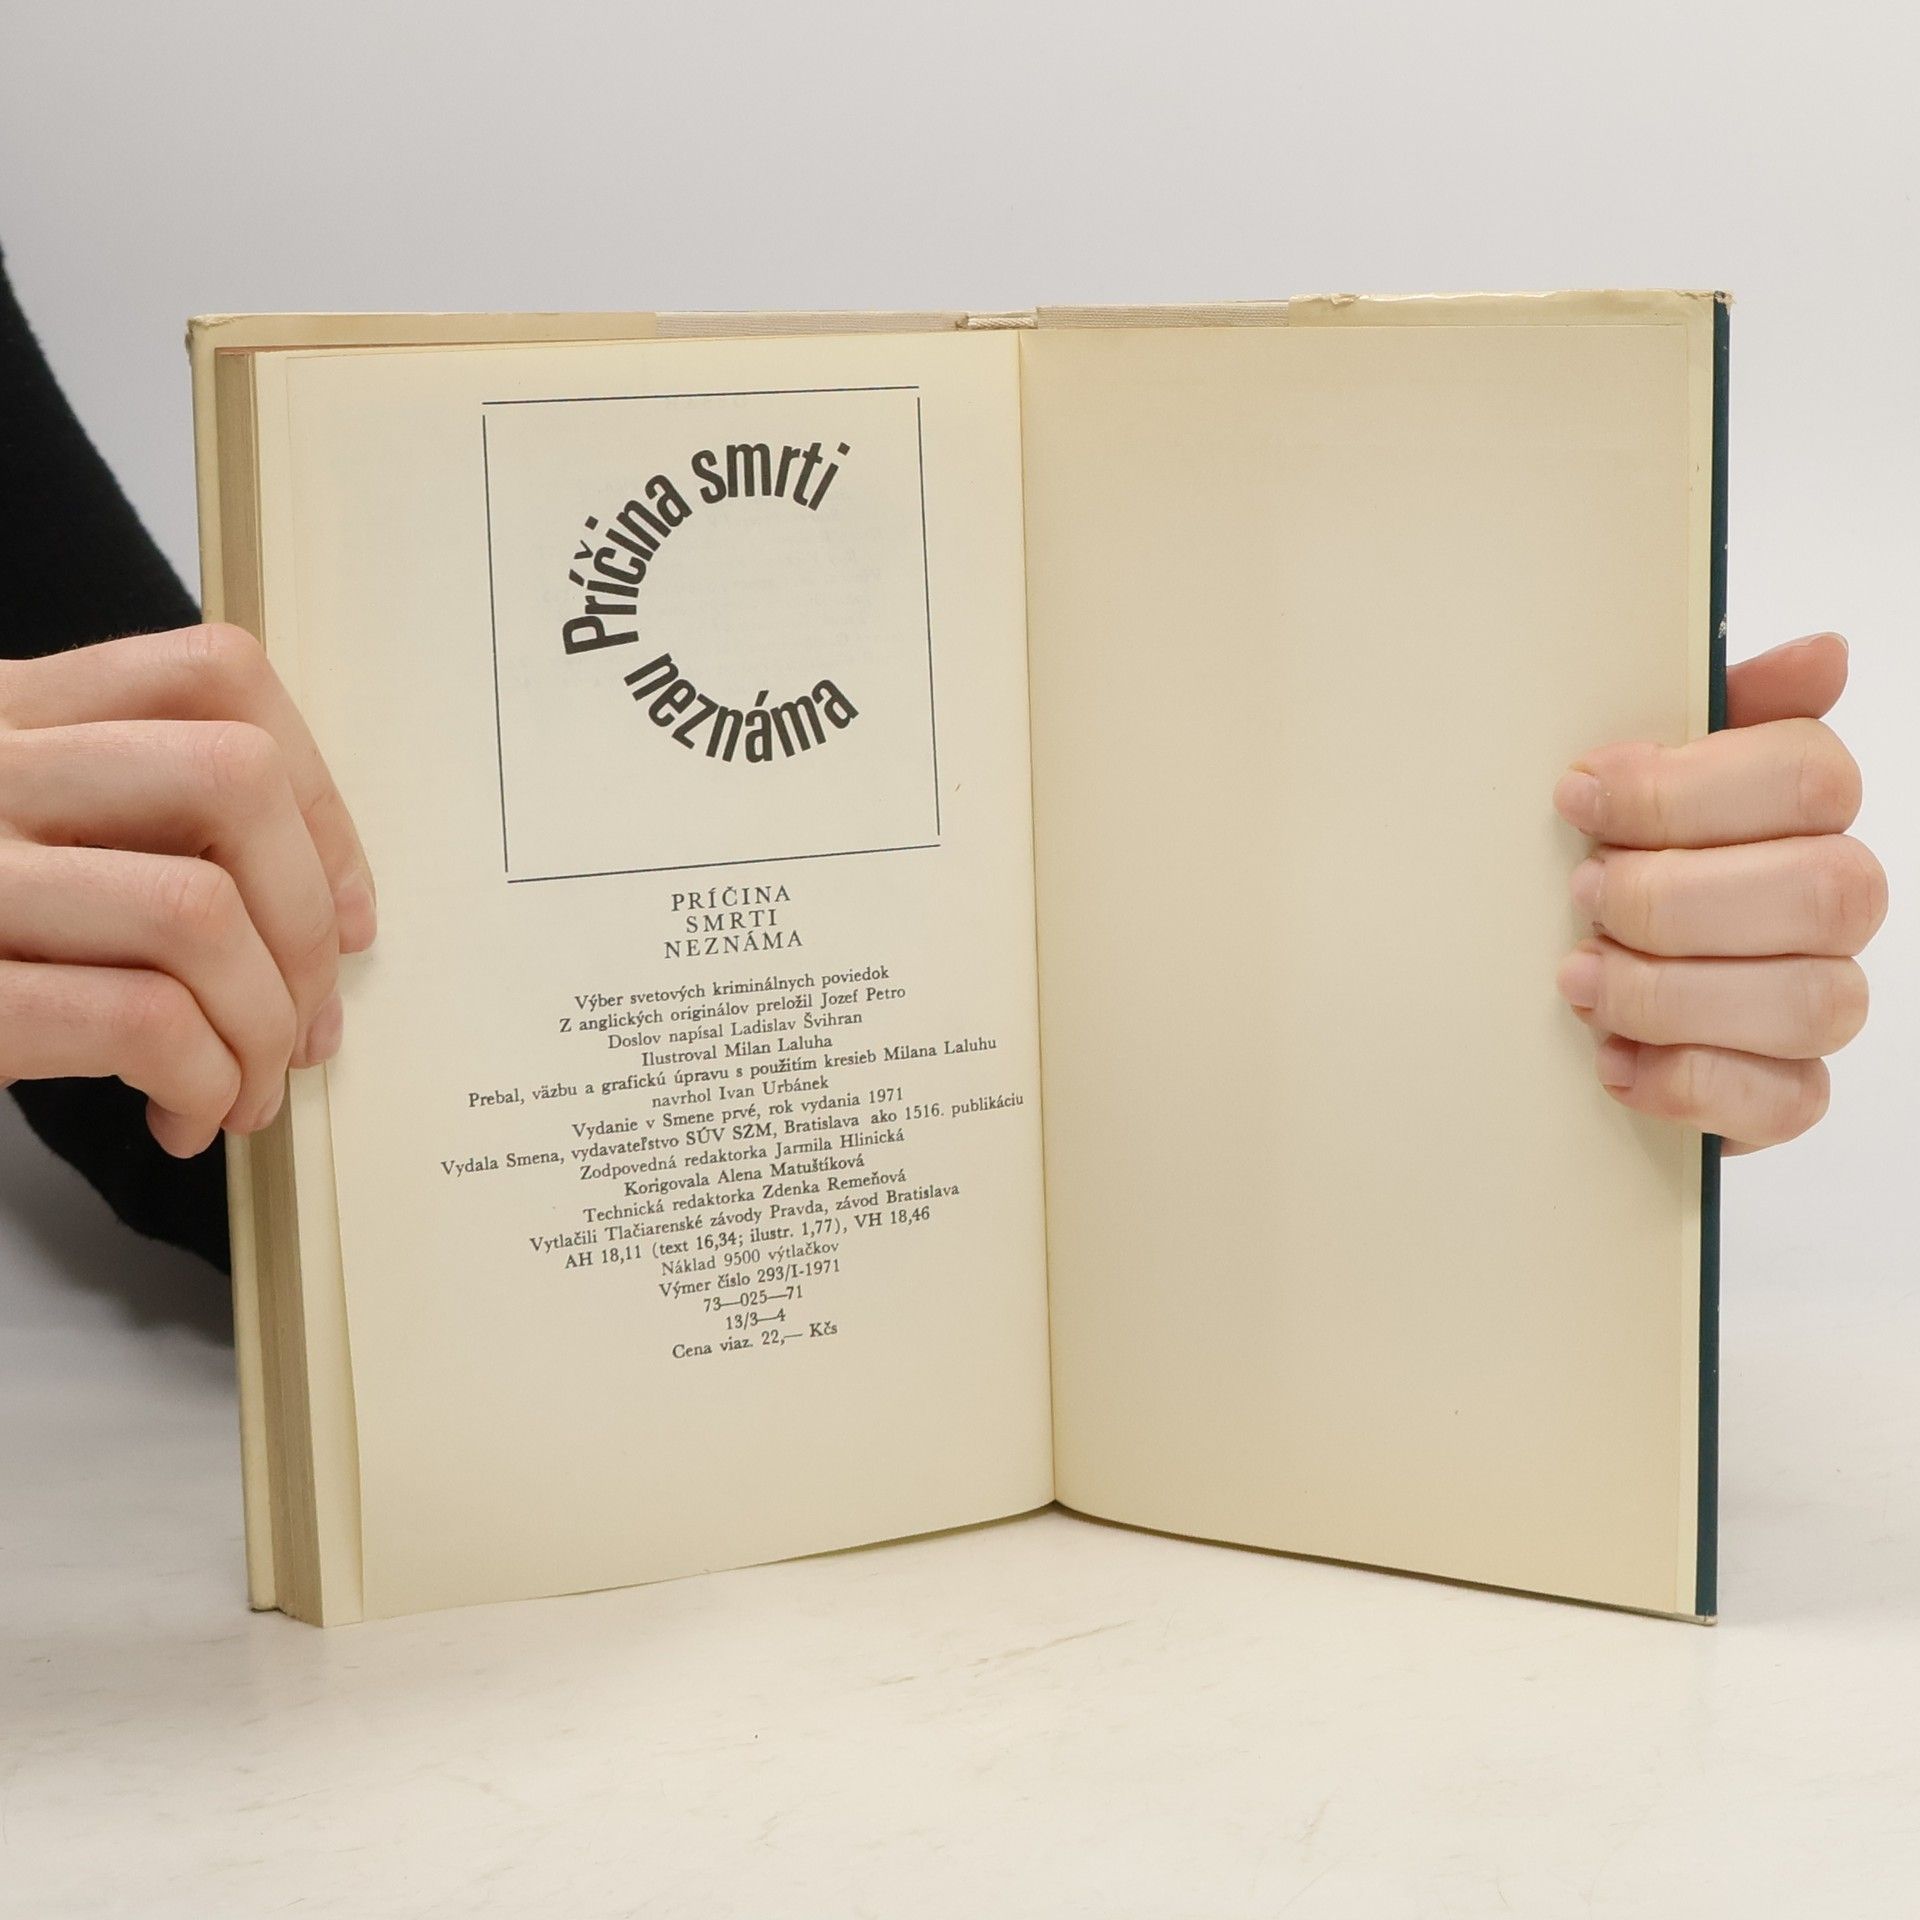 Príčina smrti
neznáma
PRÍČINA
SMRTI
NEZNÁMA
Výber svetových kriminálnych poviedok
Z anglických originálov preložil Jozef Petro
Doslov napísal Ladislav Švihran
Ilustroval Milan Laluha
Prebal, väzbu a grafickú úpravu s použitím kresieb Milana Laluhu
navrhol Ivan Urbánek
Vydanie v Smene prvé, rok vydania 1971
Vydala Smena, vydavateľstvo SÚV SZM, Bratislava ako 1516. publikáciu
Zodpovedná redaktorka Jarmila Hlinická
Korigovala Alena Matuštíková
Technická redaktorka Zdenka Remeňová
Vytlačili Tlačiarenské závody Pravda, závod Bratislava
AH 18,11 (text 16,34; ilustr. 1,77), VH 18,46
Náklad 9500 výtlačkov
Výmer číslo 293/I-1971
73—025—71
13/3—4
Cena viaz. 22,— Kčs